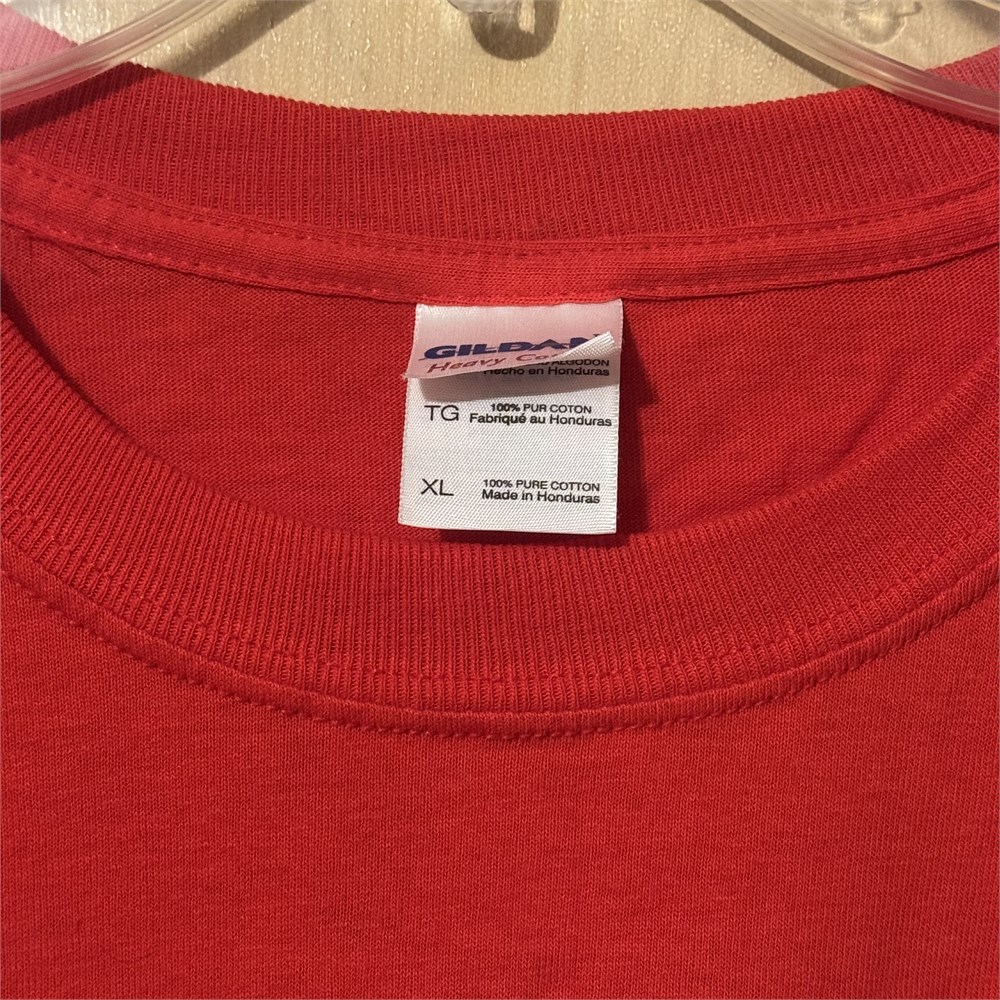 GILDAN
Heavy
ALGODON
Hecho en Honduras
TG
100% PUR COTON
Fabriqué au Honduras
XL
100% PURE COTTON
Made in Honduras